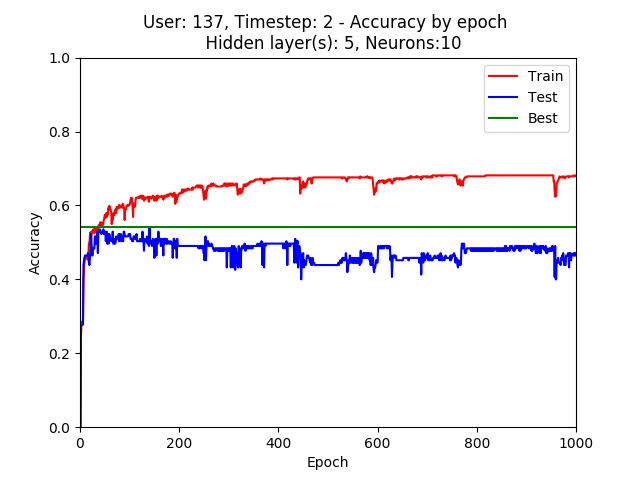 User: 137, Timestep: 2 - Accuracy by epoch
Hidden layer(s): 5, Neurons:10
Train
Test
Best
1.0
0.8
0.6
0.4
0.2
0.0
Accuracy
0
200
400
600
800
1000
Epoch